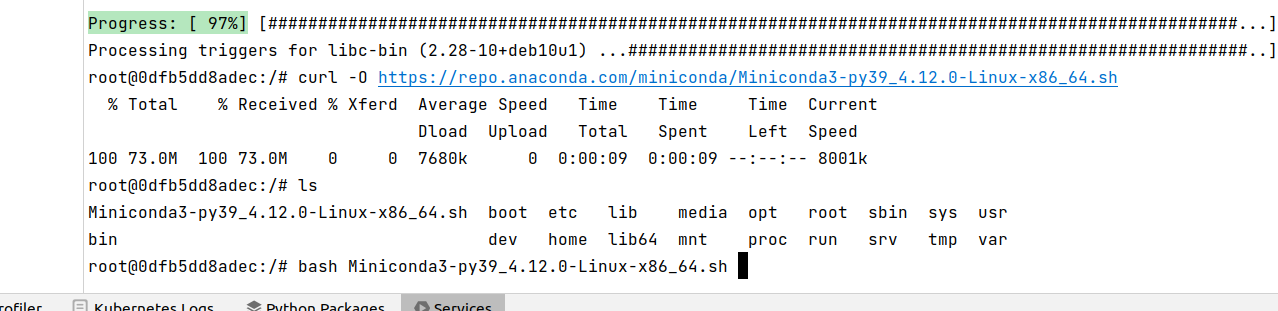 Progress: [ 97%] [#################################################################################################...]
Processing triggers for libc-bin (2.28-10+deb10u1) ...##############################################################..]
root@0dfb5dd8adec:/# curl -O https://repo.anaconda.com/miniconda/Miniconda3-py39_4.12.0-Linux-x86_64.sh
  % Total    % Received % Xferd  Average Speed   Time    Time     Time  Current
                                 Dload  Upload   Total   Spent    Left  Speed
100 73.0M  100 73.0M    0     0  7680k      0  0:00:09  0:00:09 --:--:-- 8001k
root@0dfb5dd8adec:/# ls
Miniconda3-py39_4.12.0-Linux-x86_64.sh  boot  etc   lib    media  opt   root  sbin  sys  usr
bin                                     dev   home  lib64  mnt    proc  run   srv   tmp  var
root@0dfb5dd8adec:/# bash Miniconda3-py39_4.12.0-Linux-x86_64.sh
rofiler Kubernetes Logs Python Packages Services